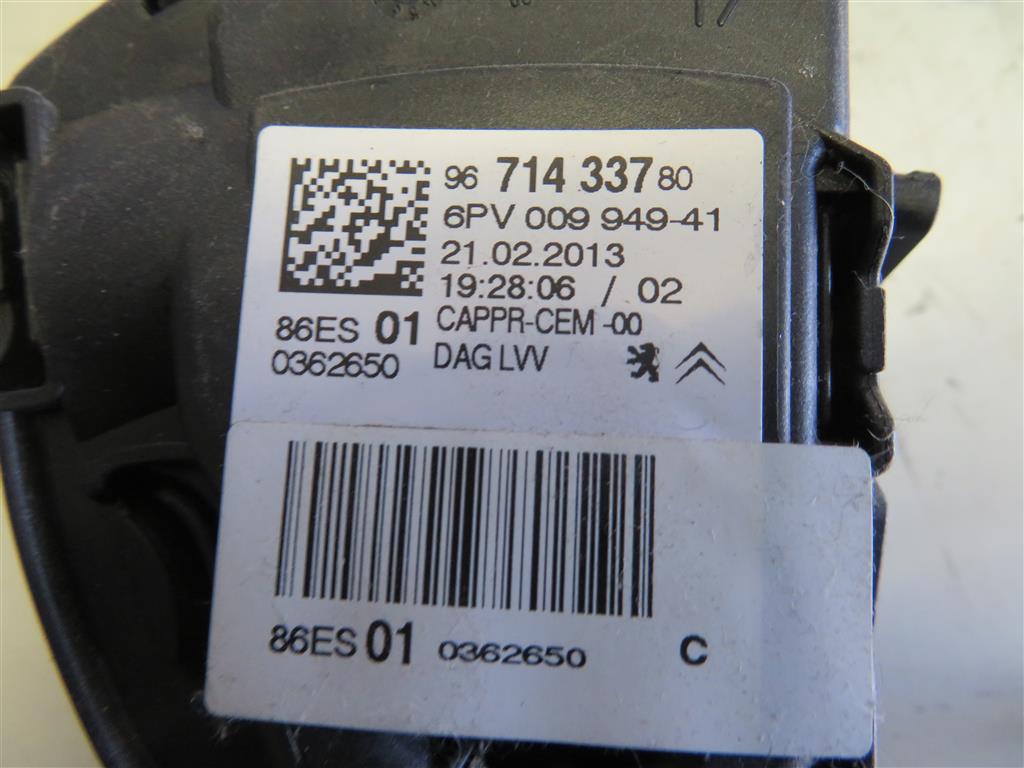 17
96 714 337 80
6PV 009 949-41
21.02.2013
19:28:06 / 02
86ES 01 CAPPR-CEM -00
0362650 DAG LVV
86ES 01 0362650 C